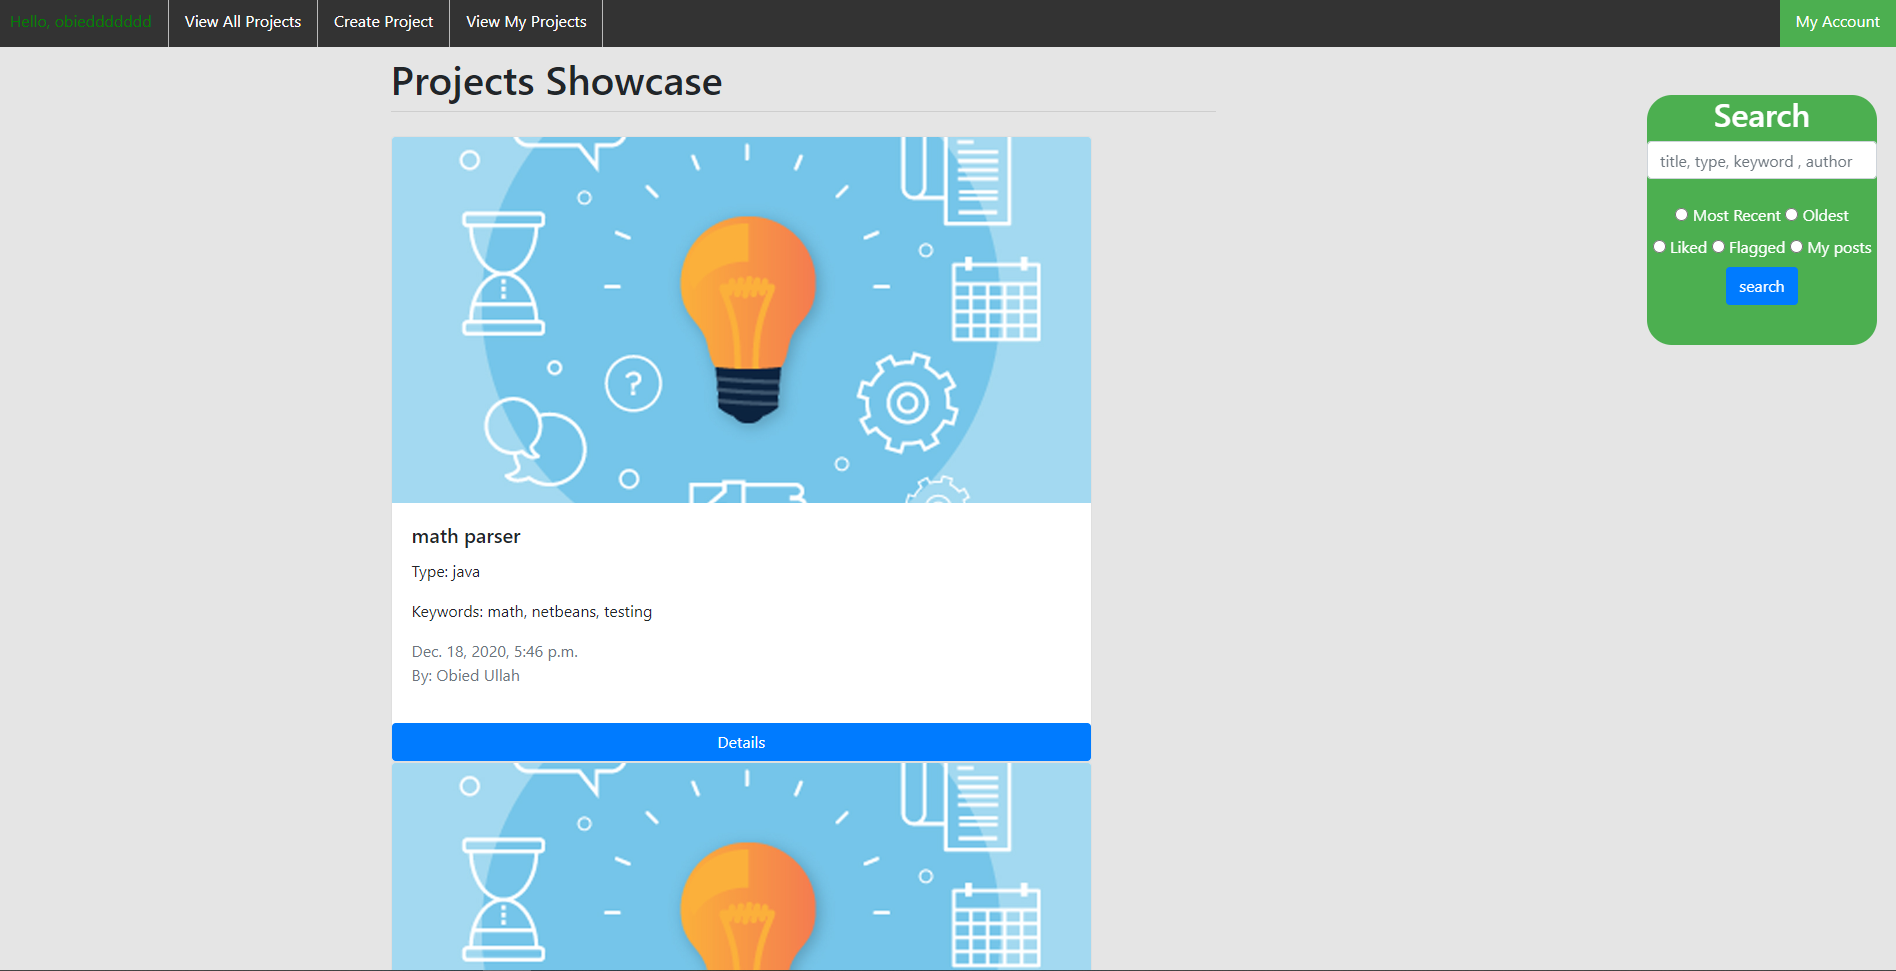 Hello, obieddddddd View All Projects Create Project View My Projects My Account
Projects Showcase
Search
title, type, keyword , author
Most Recent Oldest
Liked Flagged My posts
search
?
math parser
Type: java
Keywords: math, netbeans, testing
Dec. 18, 2020, 5:46 p.m.
By: Obied Ullah
Details